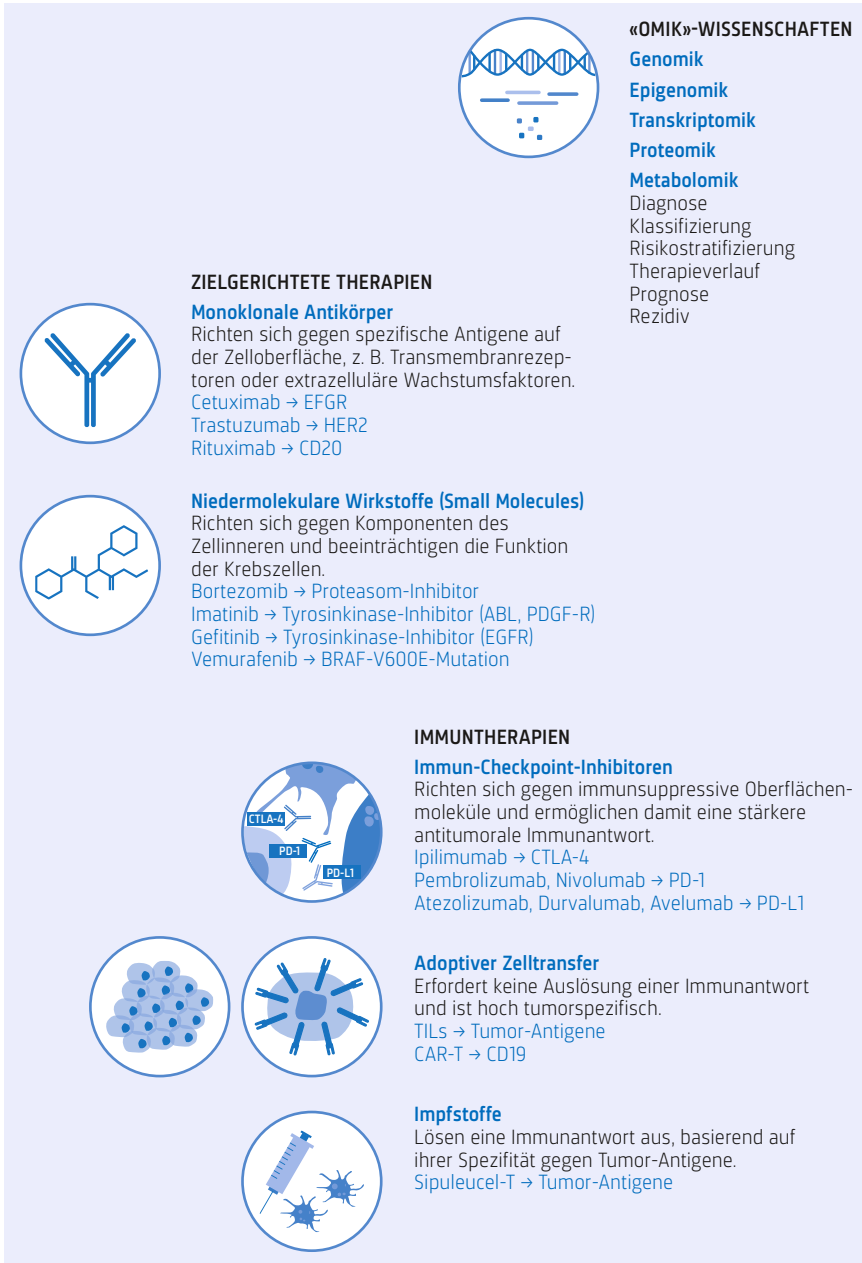 «OMIK»-WISSENSCHAFTEN
Genomik
Epigenomik
Transkriptomik
Proteomik
Metabolomik
Diagnose
Klassifizierung
Risikostratifizierung
Therapieverlauf
Prognose
Rezidiv
ZIELGERICHTETE THERAPIEN
Monoklonale Antikörper
Richten sich gegen spezifische Antigene auf
der Zelloberfläche, z. B. Transmembranrezep-
toren oder extrazelluläre Wachstumsfaktoren.
Cetuximab → EFGR
Trastuzumab → HER2
Rituximab → CD20
Niedermolekulare Wirkstoffe (Small Molecules)
Richten sich gegen Komponenten des
Zellinneren und beeinträchtigen die Funktion
der Krebszellen.
Bortezomib → Proteasom-Inhibitor
Imatinib → Tyrosinkinase-Inhibitor (ABL, PDGF-R)
Gefitinib → Tyrosinkinase-Inhibitor (EGFR)
Vemurafenib → BRAF-V600E-Mutation
IMMUNTHERAPIEN
Immun-Checkpoint-Inhibitoren
Richten sich gegen immunsuppressive Oberflächen-
moleküle und ermöglichen damit eine stärkere
antitumorale Immunantwort.
Ipilimumab → CTLA-4
Pembrolizumab, Nivolumab → PD-1
Atezolizumab, Durvalumab, Avelumab → PD-L1
CTLA-4
PD-1
PD-L1
Adoptiver Zelltransfer
Erfordert keine Auslösung einer Immunantwort
und ist hoch tumorspezifisch.
TILs → Tumor-Antigene
CAR-T → CD19
Impfstoffe
Lösen eine Immunantwort aus, basierend auf
ihrer Spezifität gegen Tumor-Antigene.
Sipuleucel-T → Tumor-Antigene